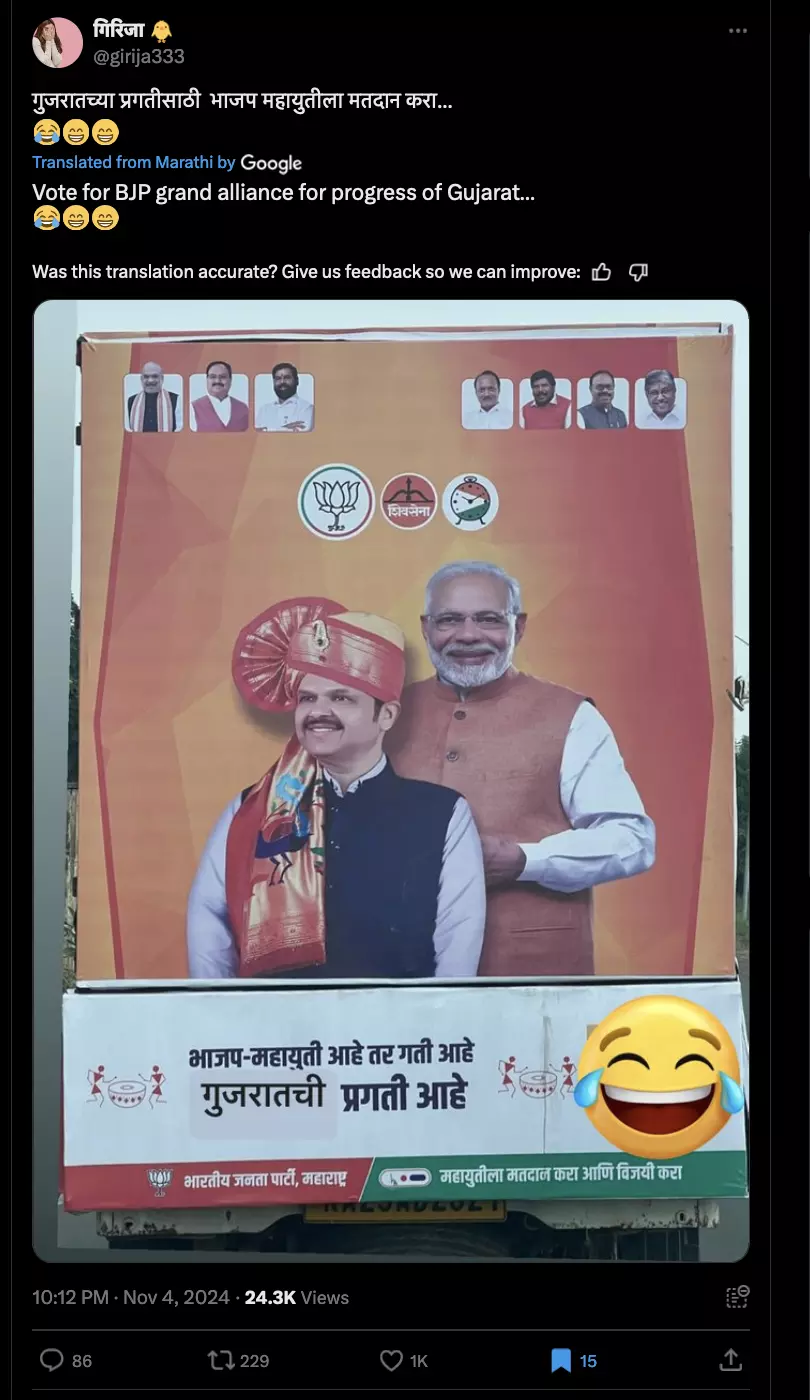 गिरिजा
@girija333
गुजरातच्या प्रगतीसाठी भाजप महायुतीला मतदान करा...
Translated from Marathi by Google
Vote for BJP grand alliance for progress of Gujarat...
Was this translation accurate? Give us feedback so we can improve:
शिवसेना
भाजप-महायुती आहे तर गती आहे
गुजरातची प्रगती आहे
भारतीय जनता पार्टी, महाराष्ट्र
महायुतीला मतदान करा आणि विजयी करा
10:12 PM · Nov 4, 2024 · 24.3K Views
86 229 1K 15